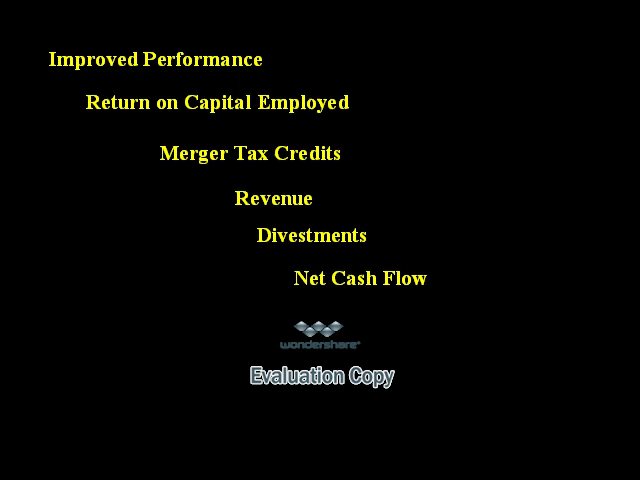 Improved Performance
Return on Capital Employed
Merger Tax Credits
Revenue
Divestments
Net Cash Flow
wondershare
Evaluation Copy